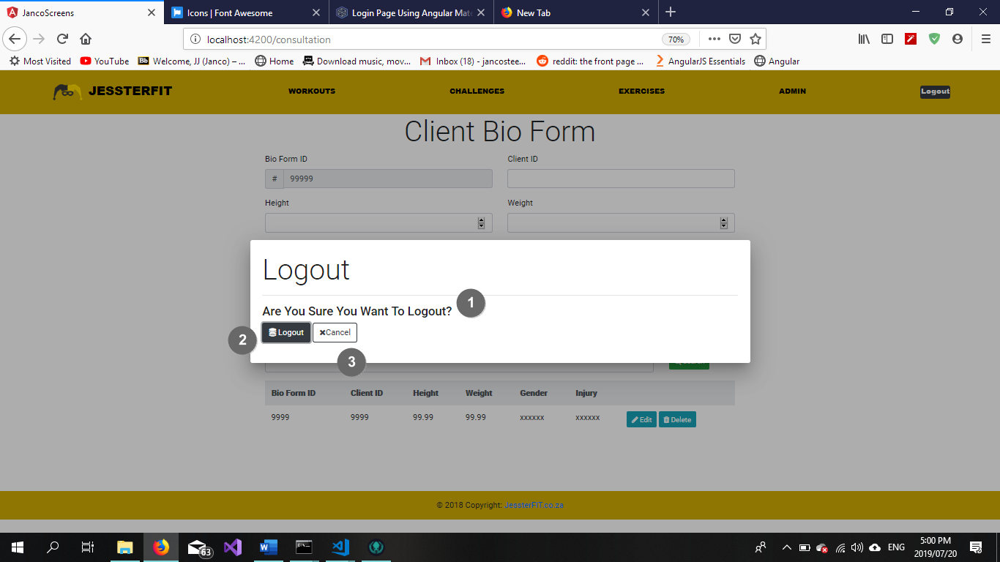 JancoScreens
Icons | Font Awesome
Login Page Using Angular Mate
New Tab
localhost:4200/consultation
70%
Most Visited
YouTube
Bb Welcome, JJ (Janco) – ...
Home
Download music, mov...
Inbox (18) - jancostee...
reddit: the front page ...
AngularJS Essentials
Angular
JESSTERFIT
WORKOUTS
CHALLENGES
EXERCISES
ADMIN
Logout
Client Bio Form
Bio Form ID
Client ID
# 99999
Height
Weight
Logout
Are You Sure You Want To Logout?
1
2
Logout
Cancel
3
Bio Form ID Client ID Height Weight Gender Injury
9999 9999 99.99 99.99 xxxxxx xxxxxx Edit Delete
© 2018 Copyright: JessterFIT.co.za
63
ENG
5:00 PM
2019/07/20